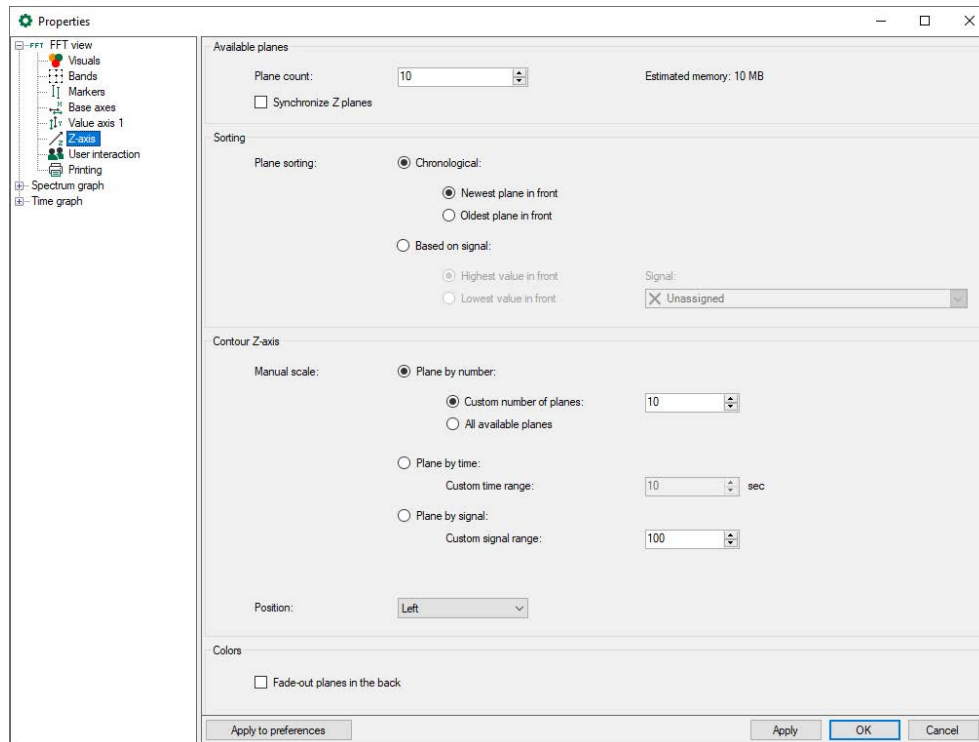 Properties
FFT FFT view
Visuals
Bands
Markers
Base axes
Value axis 1
Z-axis
User interaction
Printing
Spectrum graph
Time graph
Available planes
Plane count: 10 Estimated memory: 10 MB
Synchronize Z planes
Sorting
Plane sorting: Chronological:
Newest plane in front
Oldest plane in front
Based on signal:
Highest value in front Signal:
Lowest value in front Unassigned
Contour Z-axis
Manual scale: Plane by number:
Custom number of planes: 10
All available planes
Plane by time:
Custom time range: 10 sec
Plane by signal:
Custom signal range: 100
Position: Left
Colors
Fade-out planes in the back
Apply to preferences Apply OK Cancel